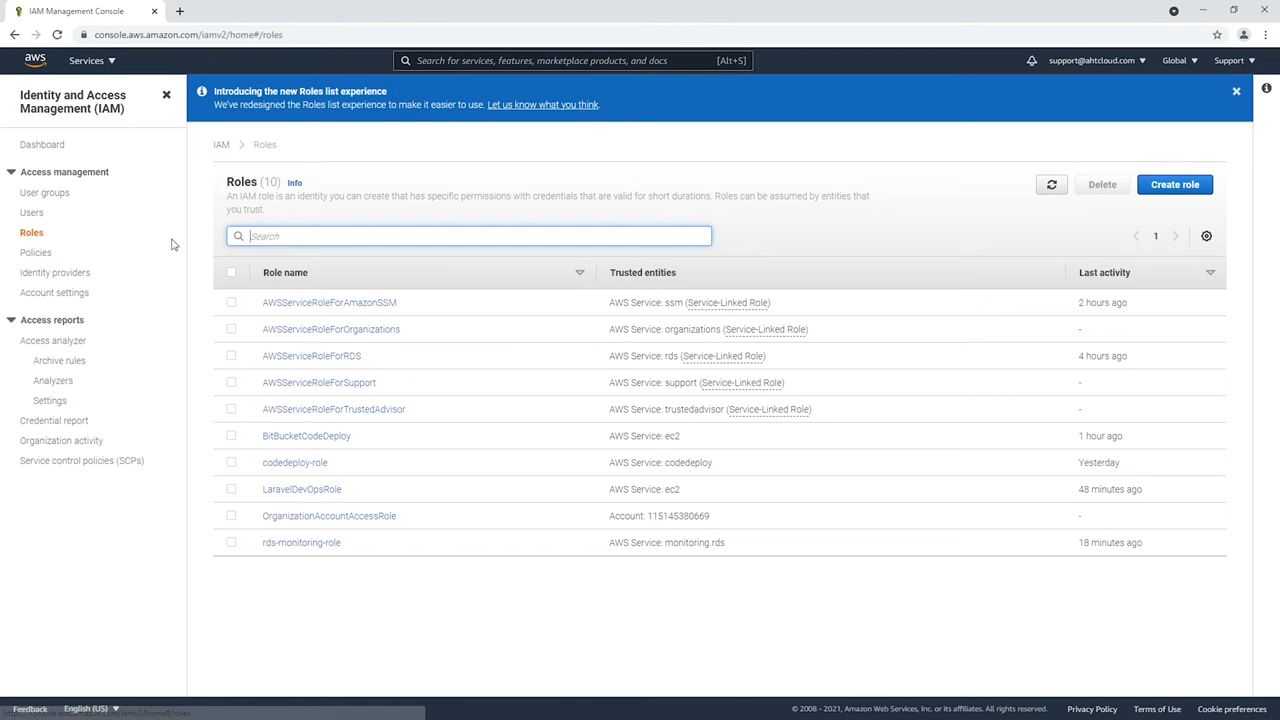 IAM Management Console
console.aws.amazon.com/iamv2/home#/roles
aws
Services
Search for services, features, marketplace products, and docs [Alt+S]
support@ahtcloud.com
Global
Support
Identity and Access
Management (IAM)
Dashboard
Access management
User groups
Users
Roles
Policies
Identity providers
Account settings
Access reports
Access analyzer
Archive rules
Analyzers
Settings
Credential report
Organization activity
Service control policies (SCPs)
Introducing the new Roles list experience
We've redesigned the Roles list experience to make it easier to use. Let us know what you think.
IAM > Roles
Roles (10) Info
An IAM role is an identity you can create that has specific permissions with credentials that are valid for short durations. Roles can be assumed by entities that
you trust.
Delete
Create role
Search
1
Role name Trusted entities Last activity
AWSServiceRoleForAmazonSSM AWS Service: ssm (Service-Linked Role) 2 hours ago
AWSServiceRoleForOrganizations AWS Service: organizations (Service-Linked Role) -
AWSServiceRoleForRDS AWS Service: rds (Service-Linked Role) 4 hours ago
AWSServiceRoleForSupport AWS Service: support (Service-Linked Role) -
AWSServiceRoleForTrustedAdvisor AWS Service: trustedadvisor (Service-Linked Role) -
BitBucketCodeDeploy AWS Service: ec2 1 hour ago
codedeploy-role AWS Service: codedeploy Yesterday
LaravelDevOpsRole AWS Service: ec2 48 minutes ago
OrganizationAccountAccessRole Account: 115145380669 -
rds-monitoring-role AWS Service: monitoring.rds 18 minutes ago
Feedback English (US)
© 2008 - 2021, Amazon Web Services, Inc. or its affiliates. All rights reserved. Privacy Policy Terms of Use Cookie preferences